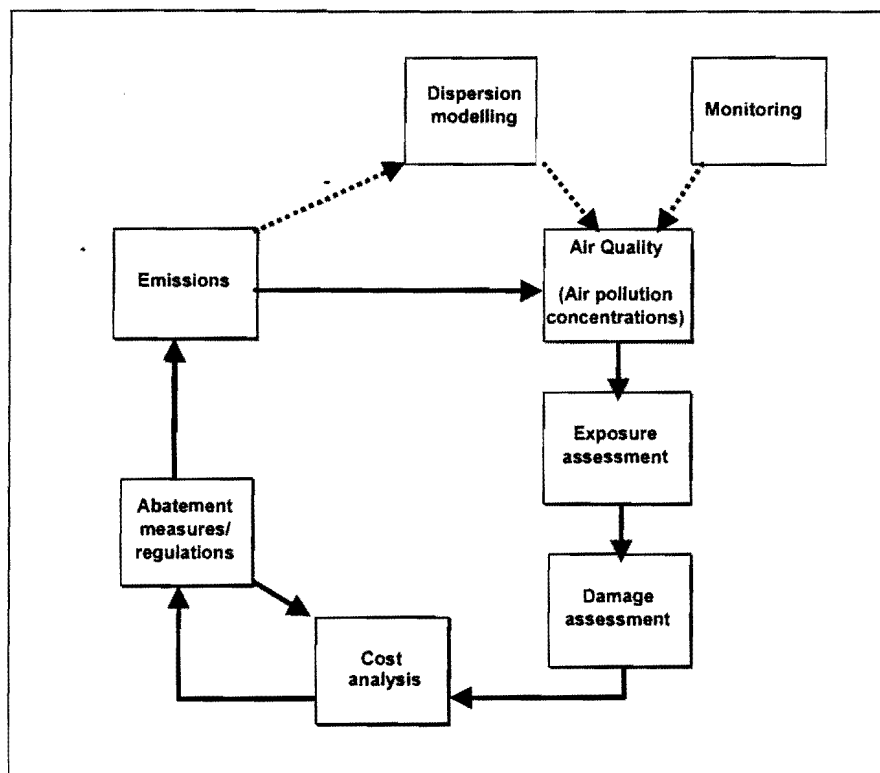 Dispersion
modelling
Monitoring
Emissions
Air Quality
(Air pollution
concentrations)
Exposure
assessment
Abatement
measures/
regulations
Damage
assessment
Cost
analysis